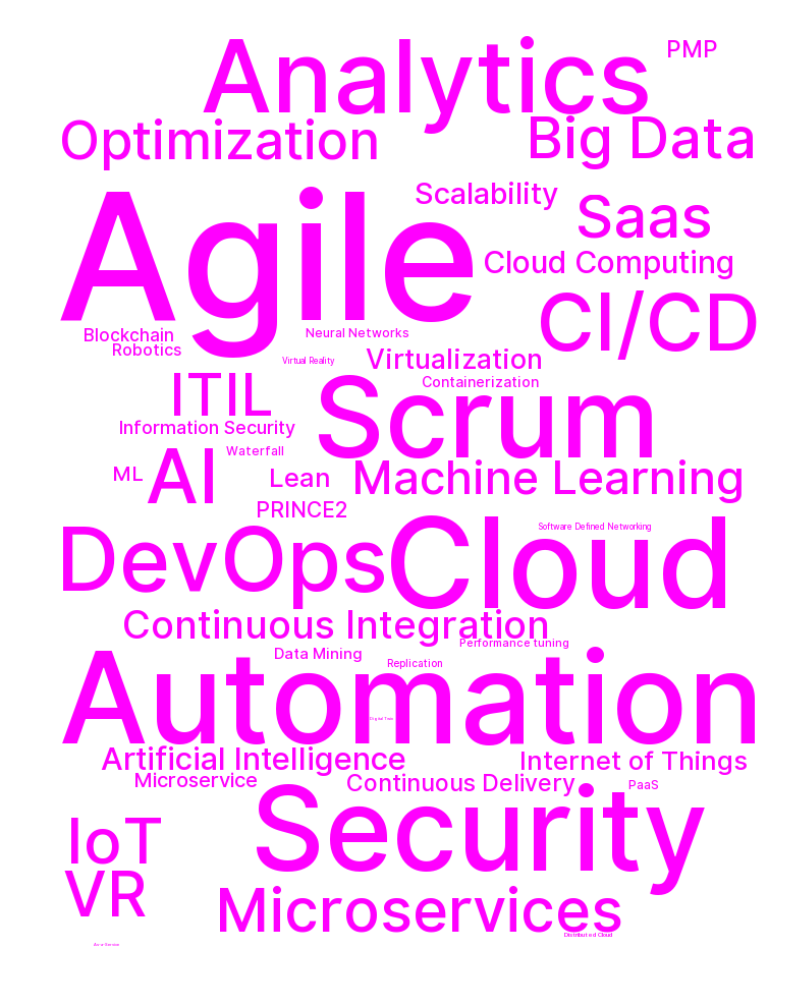 Analytics
PMP
Optimization
Big Data
Agile
Scalability
Saas
Cloud Computing
CI/CD
Blockchain
Neural Networks
Robotics
Virtual Reality
Virtualization
ITIL
Containerization
Scrum
Information Security
AI
Waterfall
ML
Lean
Machine Learning
PRINCE2
DevOps
Cloud
Software Defined Networking
Continuous Integration
Performance tuning
Data Mining
Replication
Automation
Digital Twin
Artificial Intelligence
Internet of Things
Microservice
Continuous Delivery
PaaS
Security
IoT
VR
Microservices
Distributed Cloud